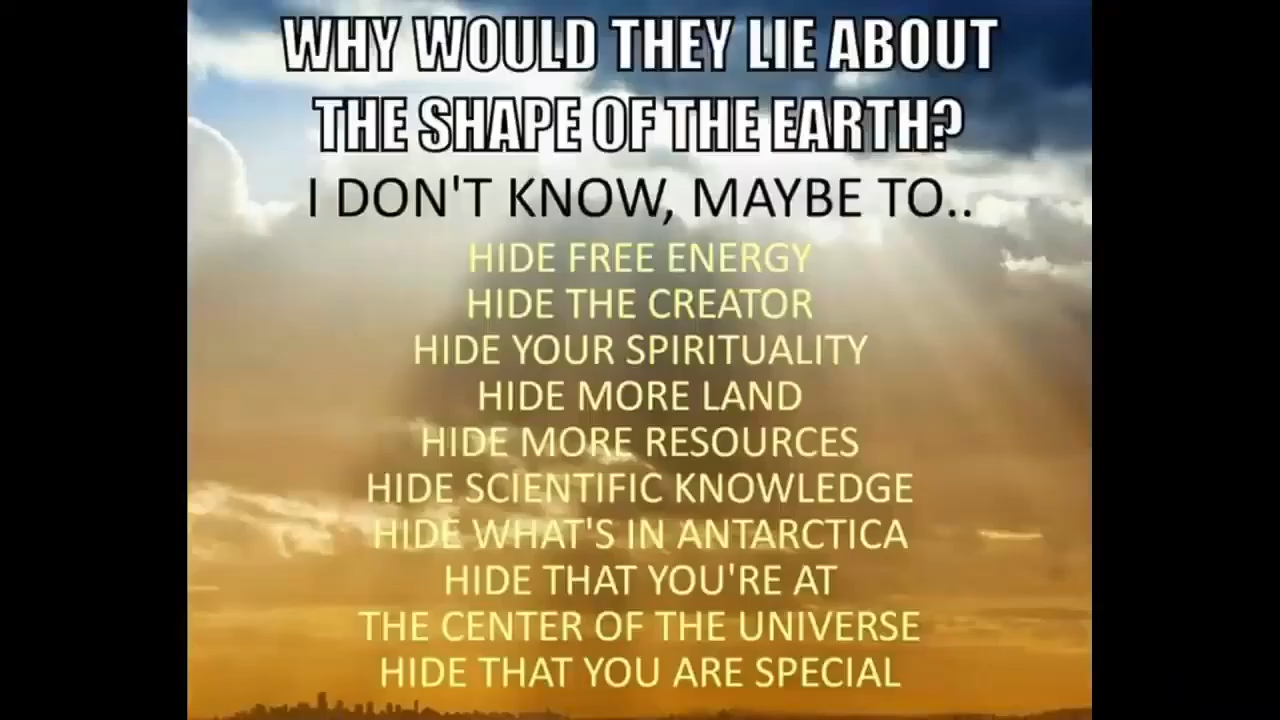 WHY WOULD THEY LIE ABOUT
THE SHAPE OF THE EARTH?
I DON'T KNOW, MAYBE TO..
HIDE FREE ENERGY
HIDE THE CREATOR
HIDE YOUR SPIRITUALITY
HIDE MORE LAND
HIDE MORE RESOURCES
HIDE SCIENTIFIC KNOWLEDGE
HIDE WHAT'S IN ANTARCTICA
HIDE THAT YOU'RE AT
THE CENTER OF THE UNIVERSE
HIDE THAT YOU ARE SPECIAL